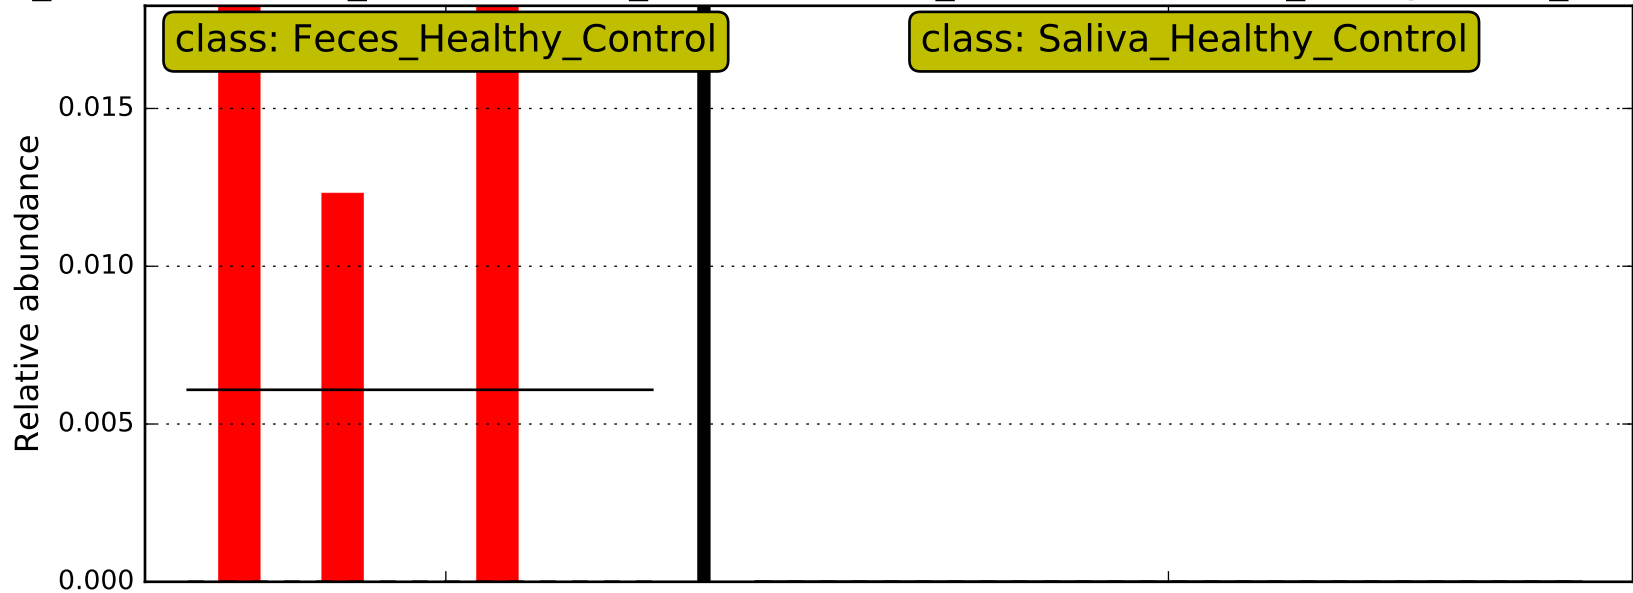 class: Feces_Healthy_Control
class: Saliva_Healthy_Control
0.015
0.010
0.005
0.000
Relative abundance